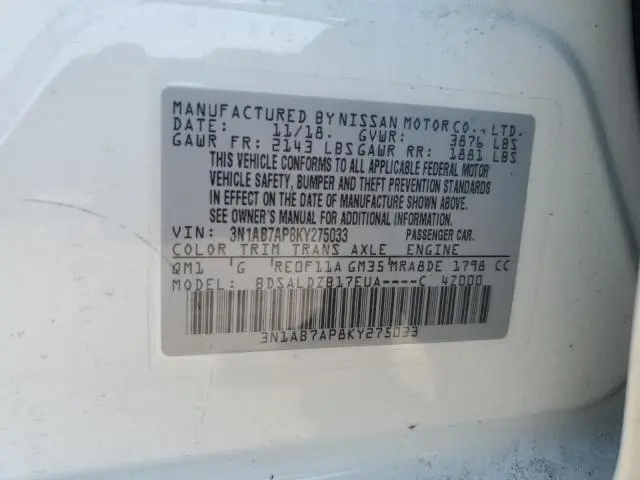 MANUFACTURED BY NISSAN MOTOR CO., LTD.
DATE: 11/18. GVWR: 3876 LBS
GAWR FR: 2143 LBS GAWR RR: 1881 LBS
THIS VEHICLE CONFORMS TO ALL APPLICABLE FEDERAL MOTOR
VEHICLE SAFETY, BUMPER AND THEFT PREVENTION STANDARDS
IN EFFECT ON THE DATE OF MANUFACTURE SHOWN ABOVE.
SEE OWNER'S MANUAL FOR ADDITIONAL INFORMATION.
VIN: 3N1AB7AP8KY275033 PASSENGER CAR.
COLOR TRIM TRANS AXLE ENGINE
QM1 G RE0F11A GM35 MRA8DE 1798 CC
MODEL: BDSALDZB17EUA----C 47000
3N1AB7AP8KY275033